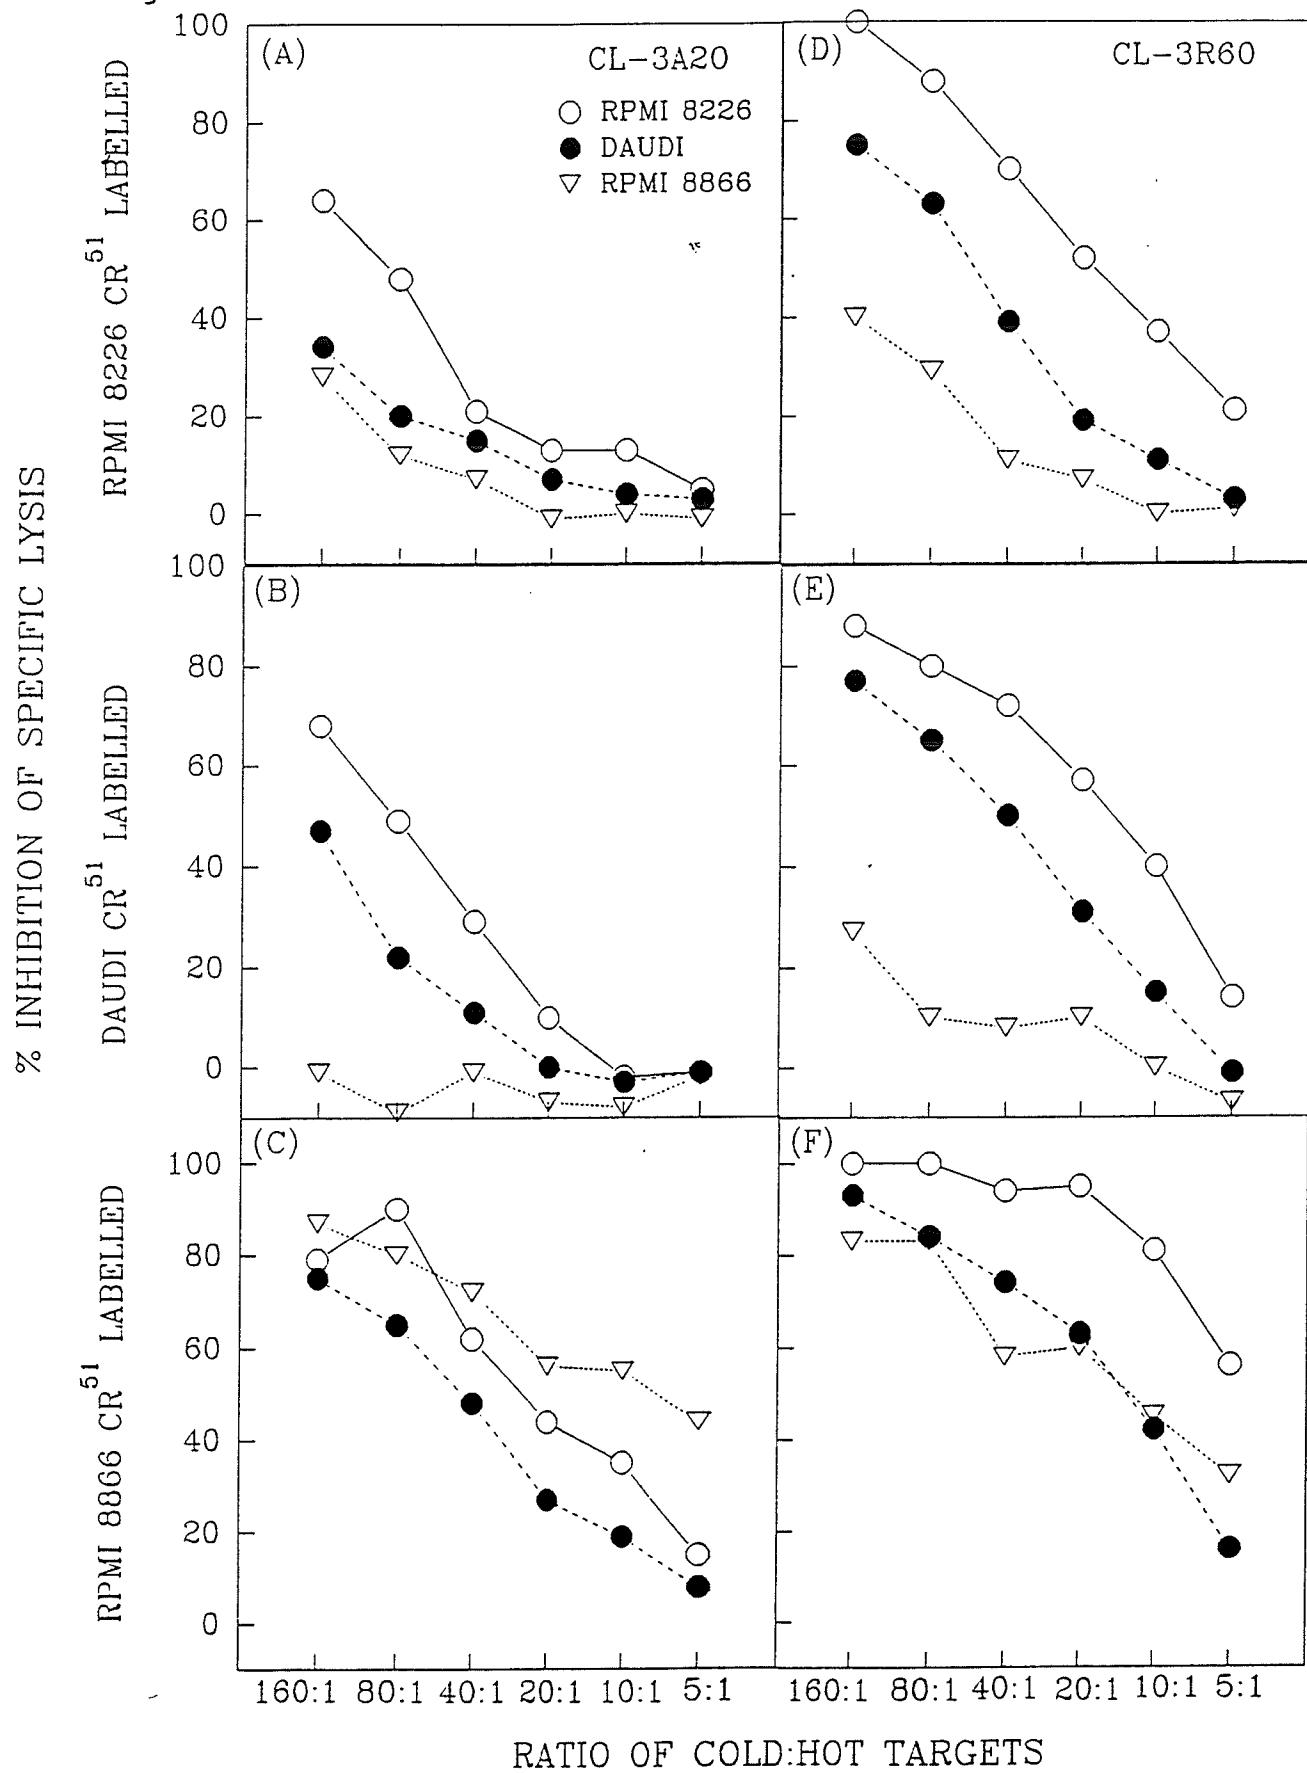 % INHIBITION OF SPECIFIC LYSIS
RPMI 8226 CR51 LABELLED
DAUDI CR51 LABELLED
RPMI 8866 CR51 LABELLED
(A)
CL-3A20
RPMI 8226
DAUDI
RPMI 8866
100
80
60
40
20
0
(D)
CL-3R60
(B)
100
80
60
40
20
0
(E)
(C)
100
80
60
40
20
0
(F)
160:1 80:1 40:1 20:1 10:1 5:1
160:1 80:1 40:1 20:1 10:1 5:1
RATIO OF COLD:HOT TARGETS